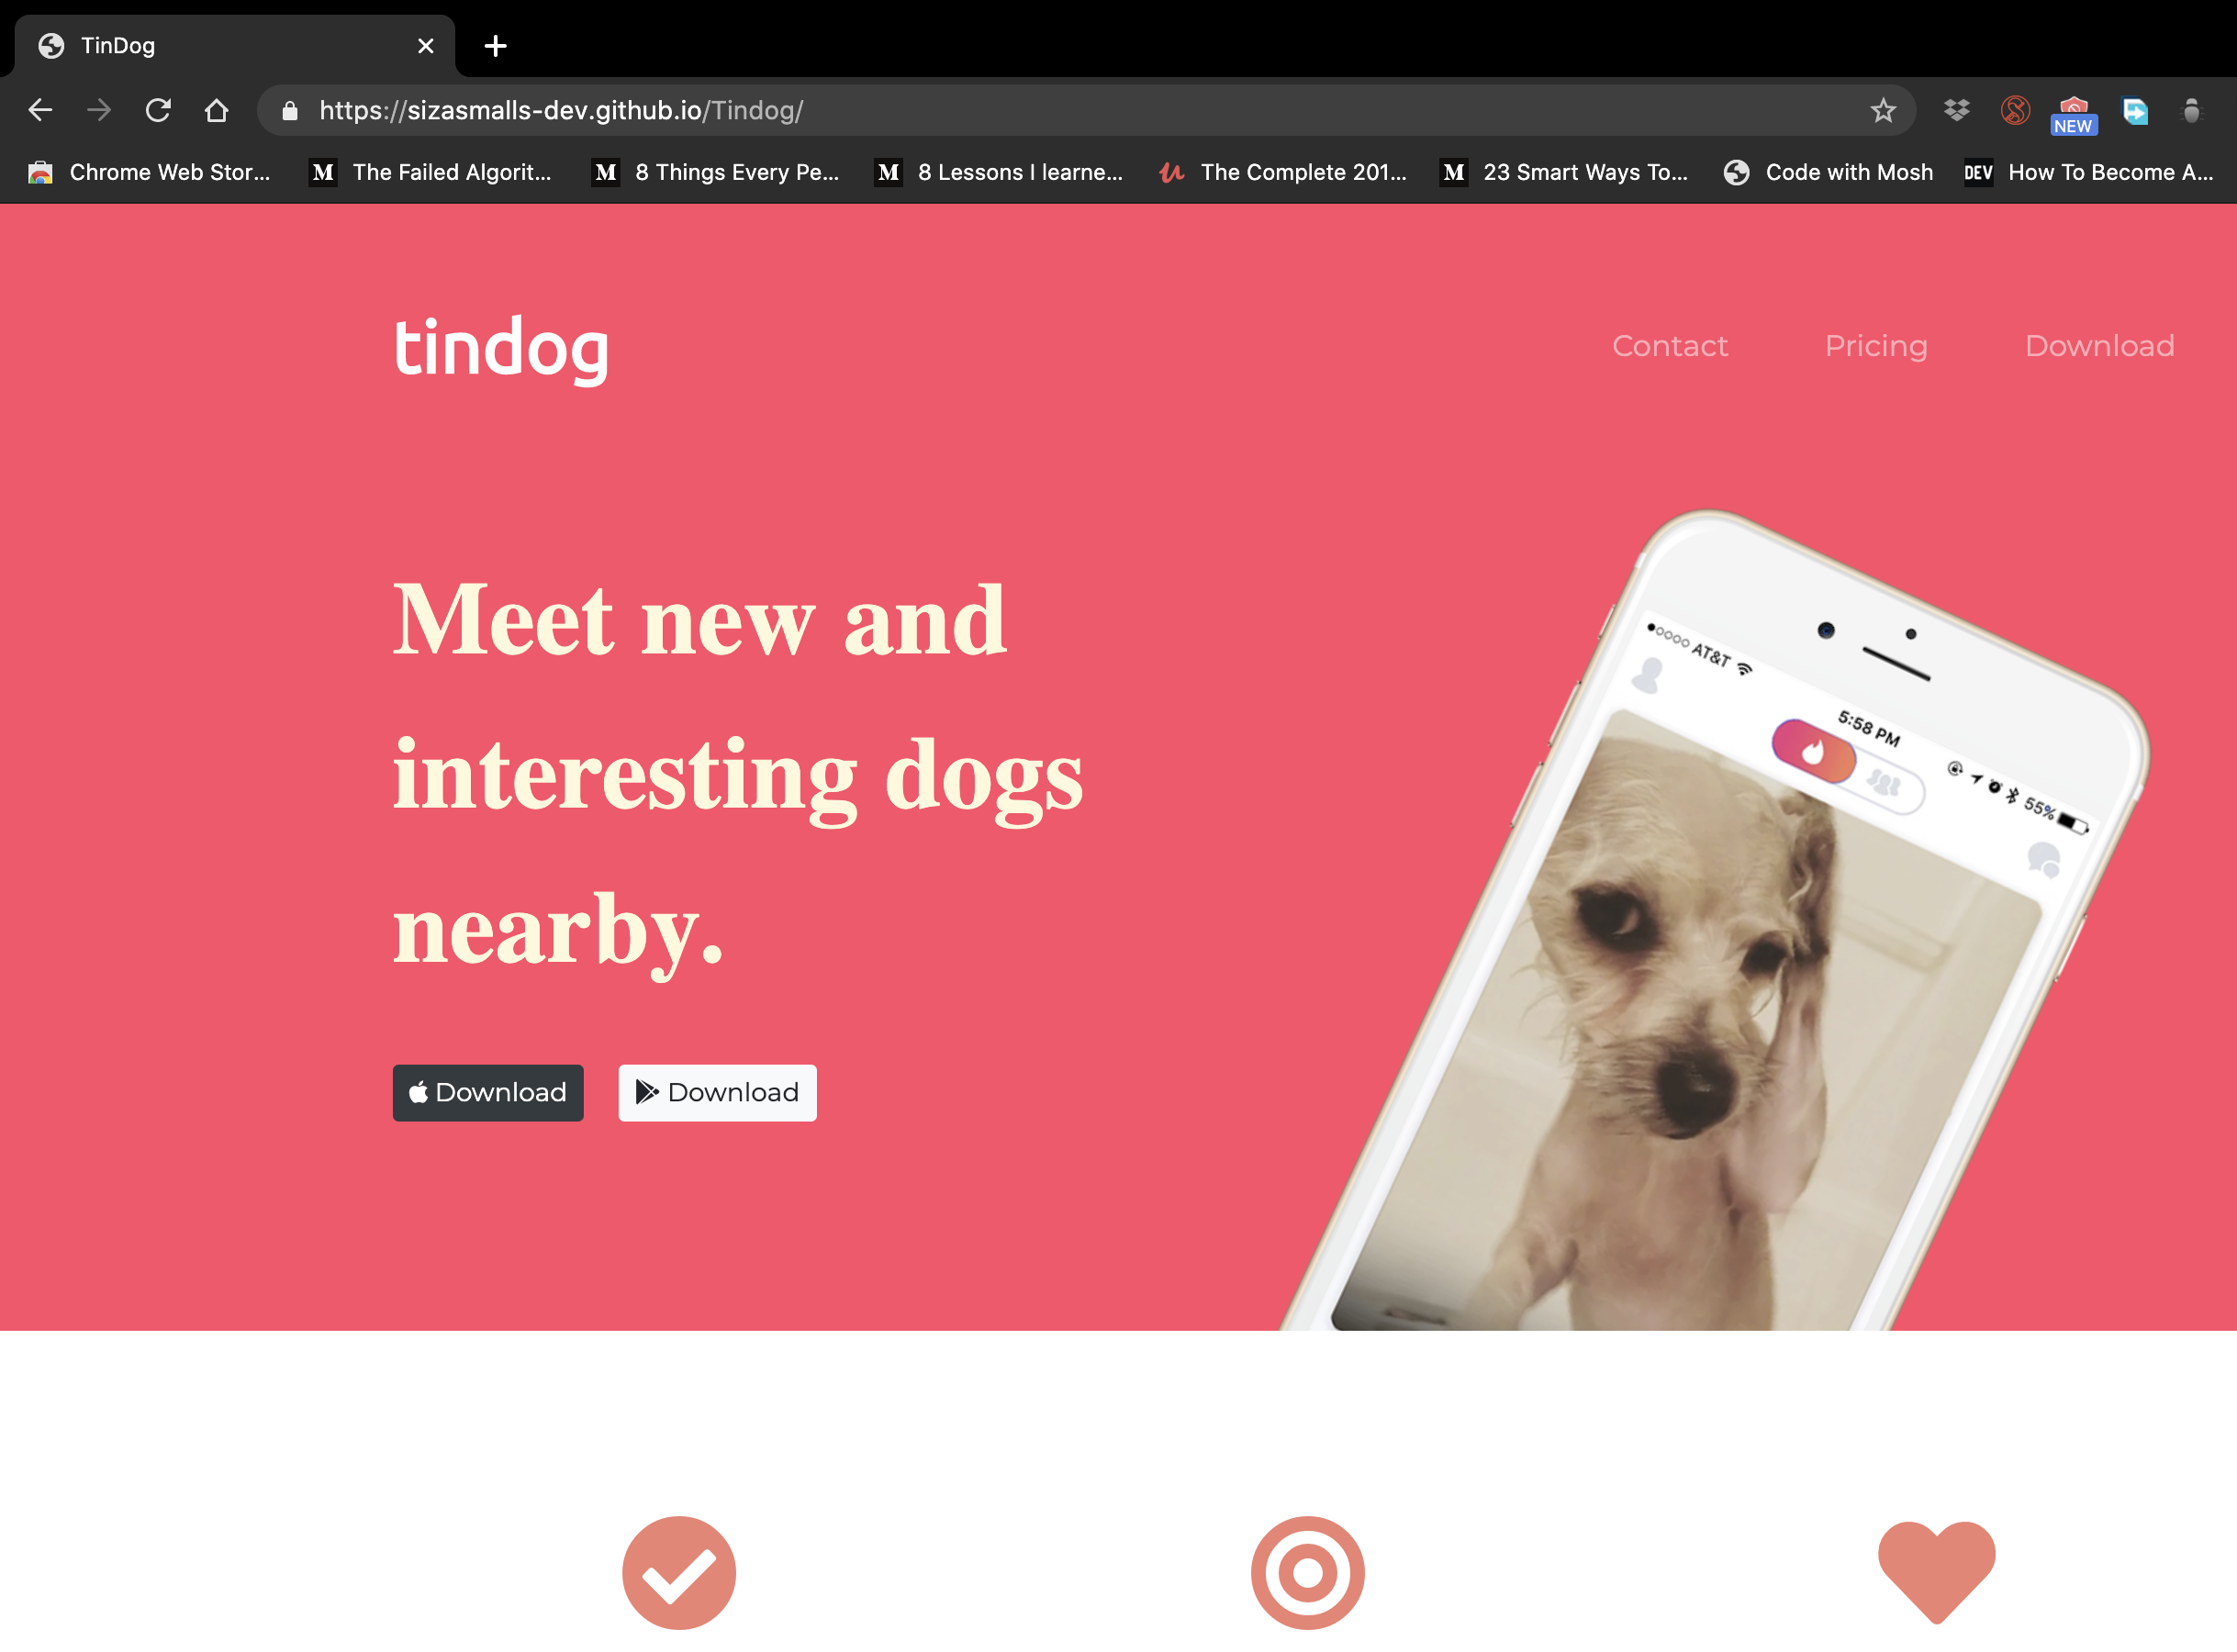 TinDog
https://sizasmalls-dev.github.io/Tindog/
NEW
Chrome Web Stor...
M The Failed Algorit...
M 8 Things Every Pe...
M 8 Lessons I learne...
The Complete 201...
M 23 Smart Ways To...
Code with Mosh
DEV How To Become A...
tindog
Contact
Pricing
Download
Meet new and
interesting dogs
nearby.
Download
Download
AT&T
5:58 PM
55%